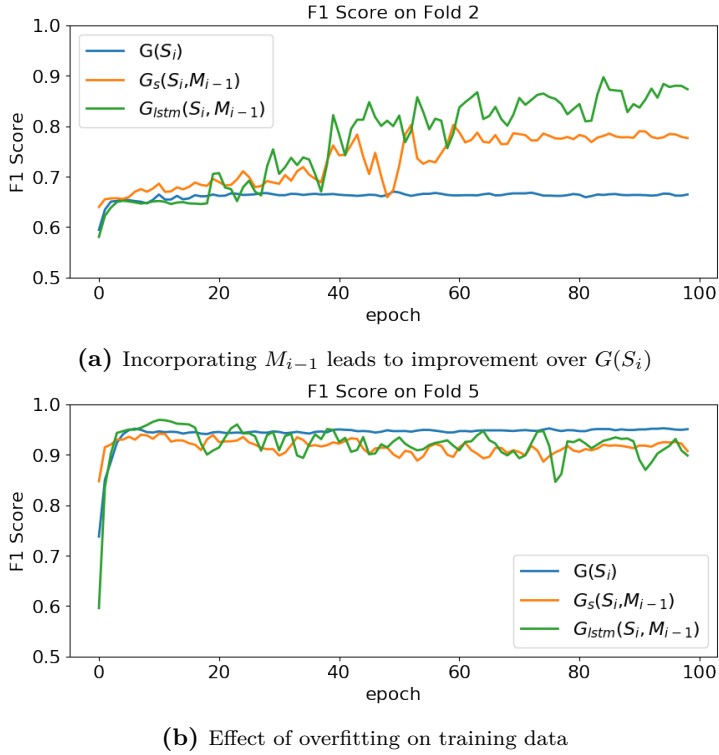 F1 Score on Fold 2
1.0
0.9
0.8
0.7
0.6
0.5
F1 Score
G(S_i)
G_s(S_i,M_{i−1})
G_{lstm}(S_i, M_{i−1})
0 20 40 60 80 100
epoch
(a) Incorporating M_{i−1} leads to improvement over G(S_i)
F1 Score on Fold 5
1.0
0.9
0.8
0.7
0.6
0.5
F1 Score
G(S_i)
G_s(S_i,M_{i−1})
G_{lstm}(S_i, M_{i−1})
0 20 40 60 80 100
epoch
(b) Effect of overfitting on training data